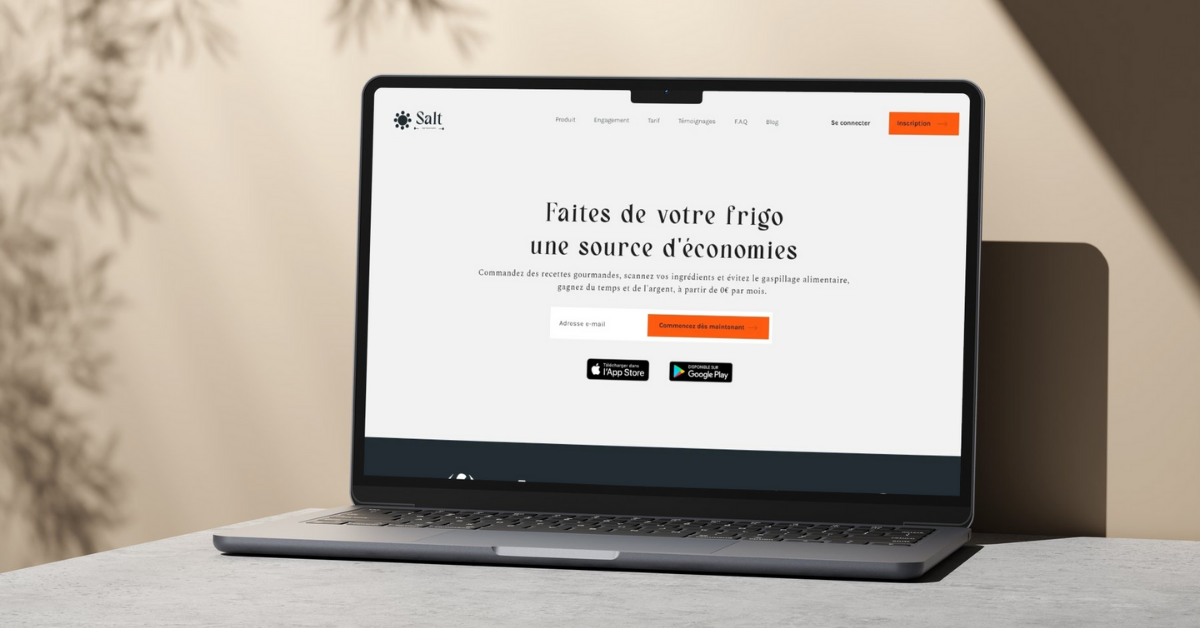 Salt
Produit Engagement Tarif Témoignages F.A.Q Blog
Se connecter
Inscription
Faites de votre frigo
une source d'économies
Commandez des recettes gourmandes, scannez vos ingrédients et évitez le gaspillage alimentaire,
gagnez du temps et de l'argent, à partir de 0€ par mois.
Adresse e-mail
Commencez dès maintenant
Télécharger dans
l'App Store
DISPONIBLE SUR
Google Play